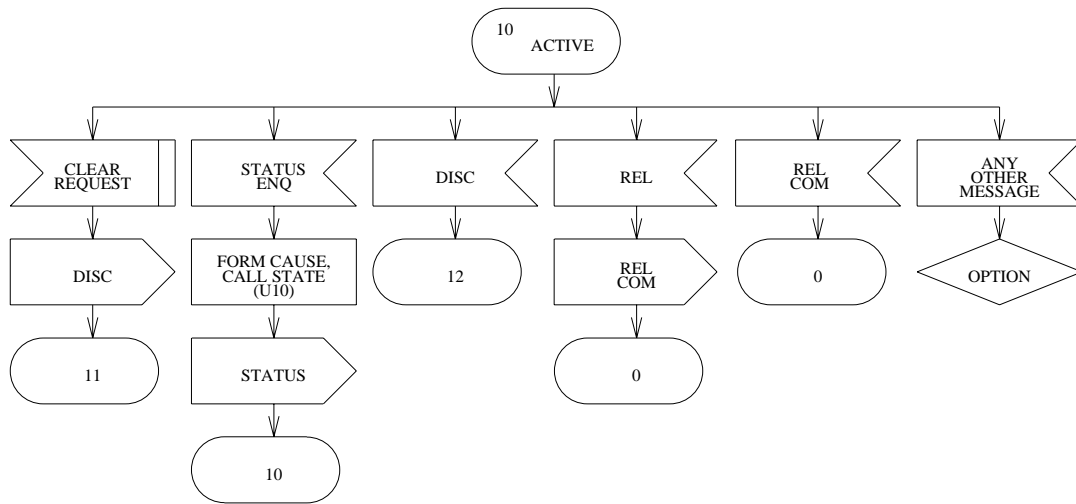 10
ACTIVE
CLEAR
REQUEST
STATUS
ENQ
DISC
REL
REL
COM
ANY
OTHER
MESSAGE
DISC
FORM CAUSE,
CALL STATE
(U10)
12
REL
COM
0
OPTION
11
STATUS
0
10